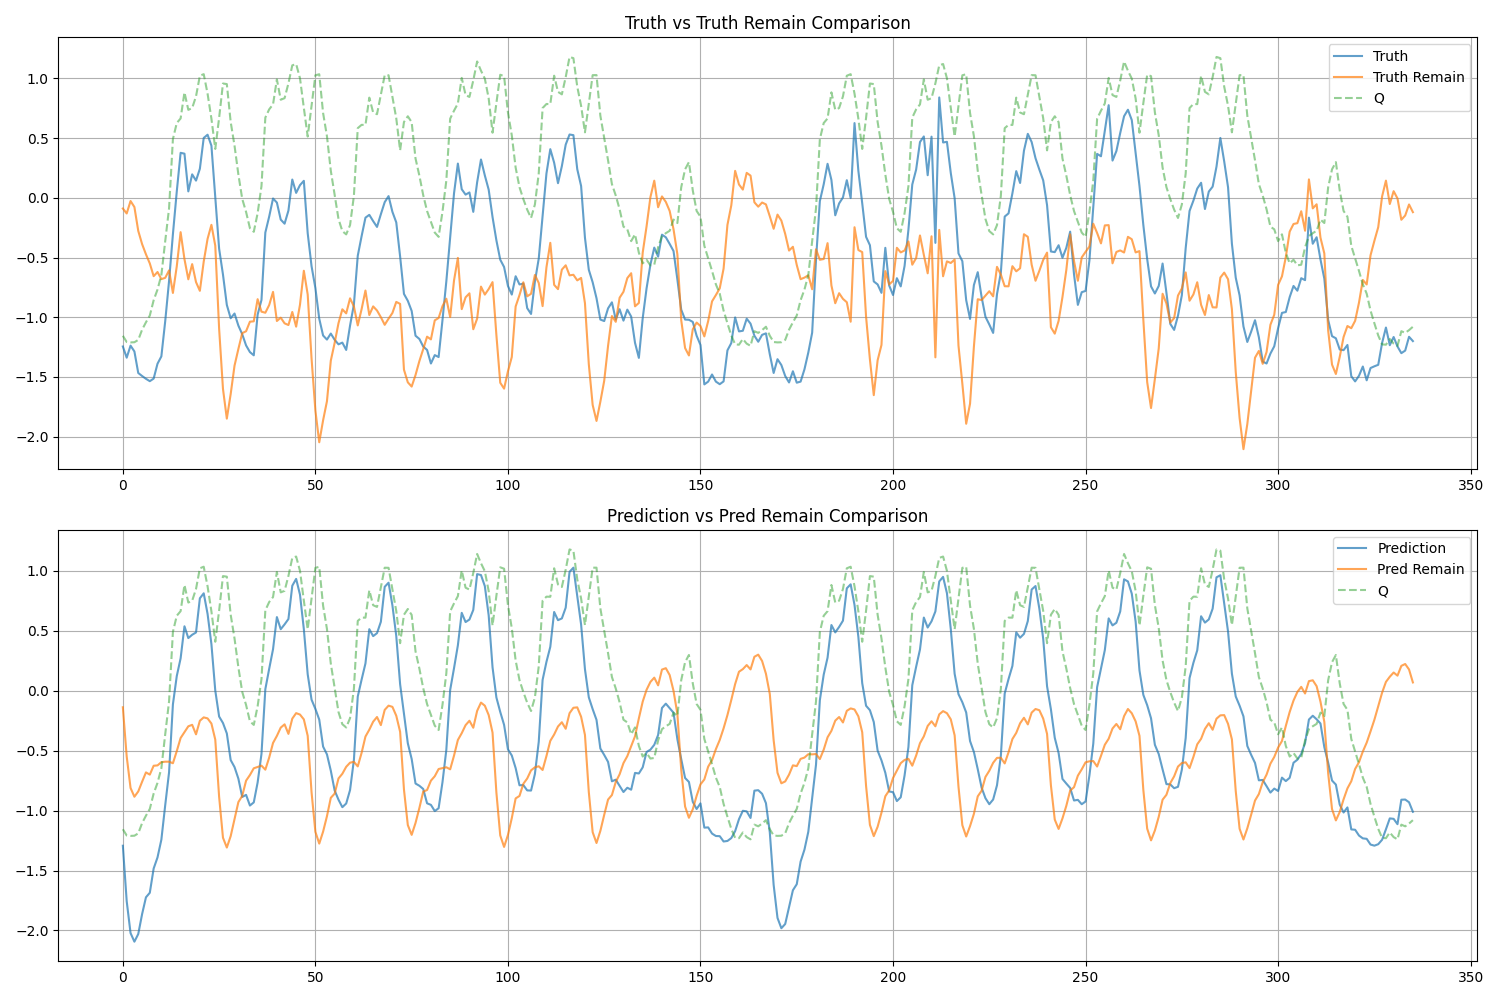 Truth vs Truth Remain Comparison
1.0
0.5
0.0
−0.5
−1.0
−1.5
−2.0
0 50 100 150 200 250 300 350
Truth
Truth Remain
Q
Prediction vs Pred Remain Comparison
1.0
0.5
0.0
−0.5
−1.0
−1.5
−2.0
0 50 100 150 200 250 300 350
Prediction
Pred Remain
Q